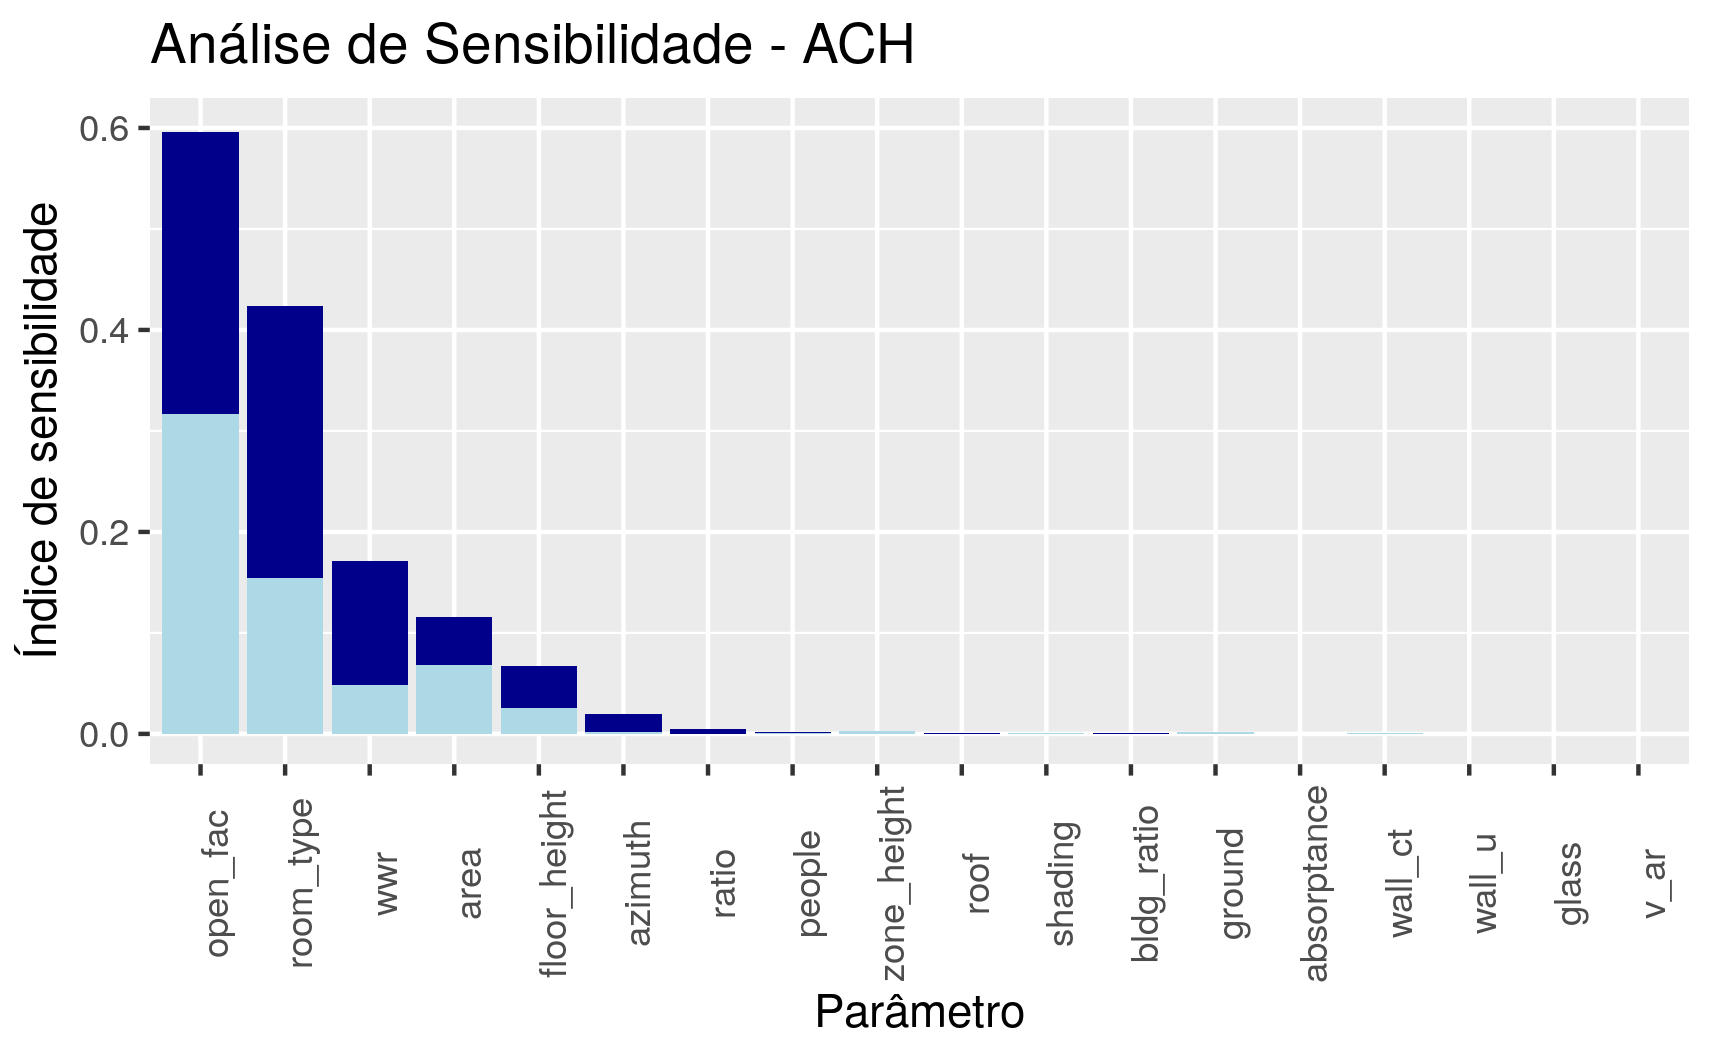 Análise de Sensibilidade - ACH
Índice de sensibilidade
0.6
0.4
0.2
0.0
open_fac
room_type
wwr
area
floor_height
azimuth
ratio
people
zone_height
roof
shading
bldg_ratio
ground
absorptance
wall_ct
wall_u
glass
v_ar
Parâmetro